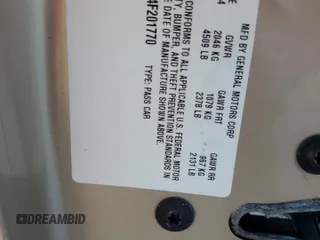 MFD BY GENERAL MOTORS CORP
GVWR GAWR FRT GAWR RR
2046 KG 1079 KG 967 KG
4509 LB 2378 LB 2131 LB
CONFORMS TO ALL APPLICABLE U.S. FEDERAL MOTOR
TY, BUMPER, AND THEFT PREVENTION STANDARDS IN
E DATE OF MANUFACTURE SHOWN ABOVE.
4F201770 TYPE: PASS CAR
DREAMBID